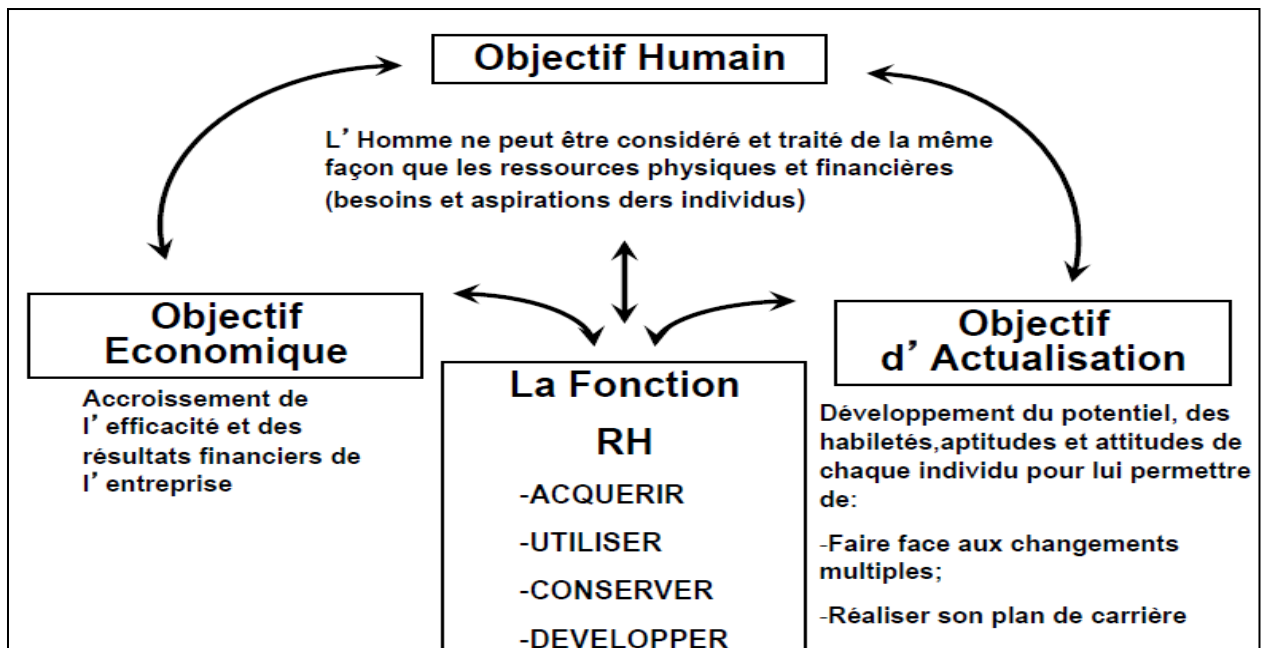 Objectif Humain
L’ Homme ne peut être considéré et traité de la même
façon que les ressources physiques et financières
(besoins et aspirations ders individus)
Objectif
Economique
Accroissement de
l’ efficacité et des
résultats financiers de
l’ entreprise
La Fonction
RH
-ACQUERIR
-UTILISER
-CONSERVER
-DEVELOPPER
Objectif
d’ Actualisation
Développement du potentiel, des
habiletés,aptitudes et attitudes de
chaque individu pour lui permettre
de:
-Faire face aux changements
multiples;
-Réaliser son plan de carrière